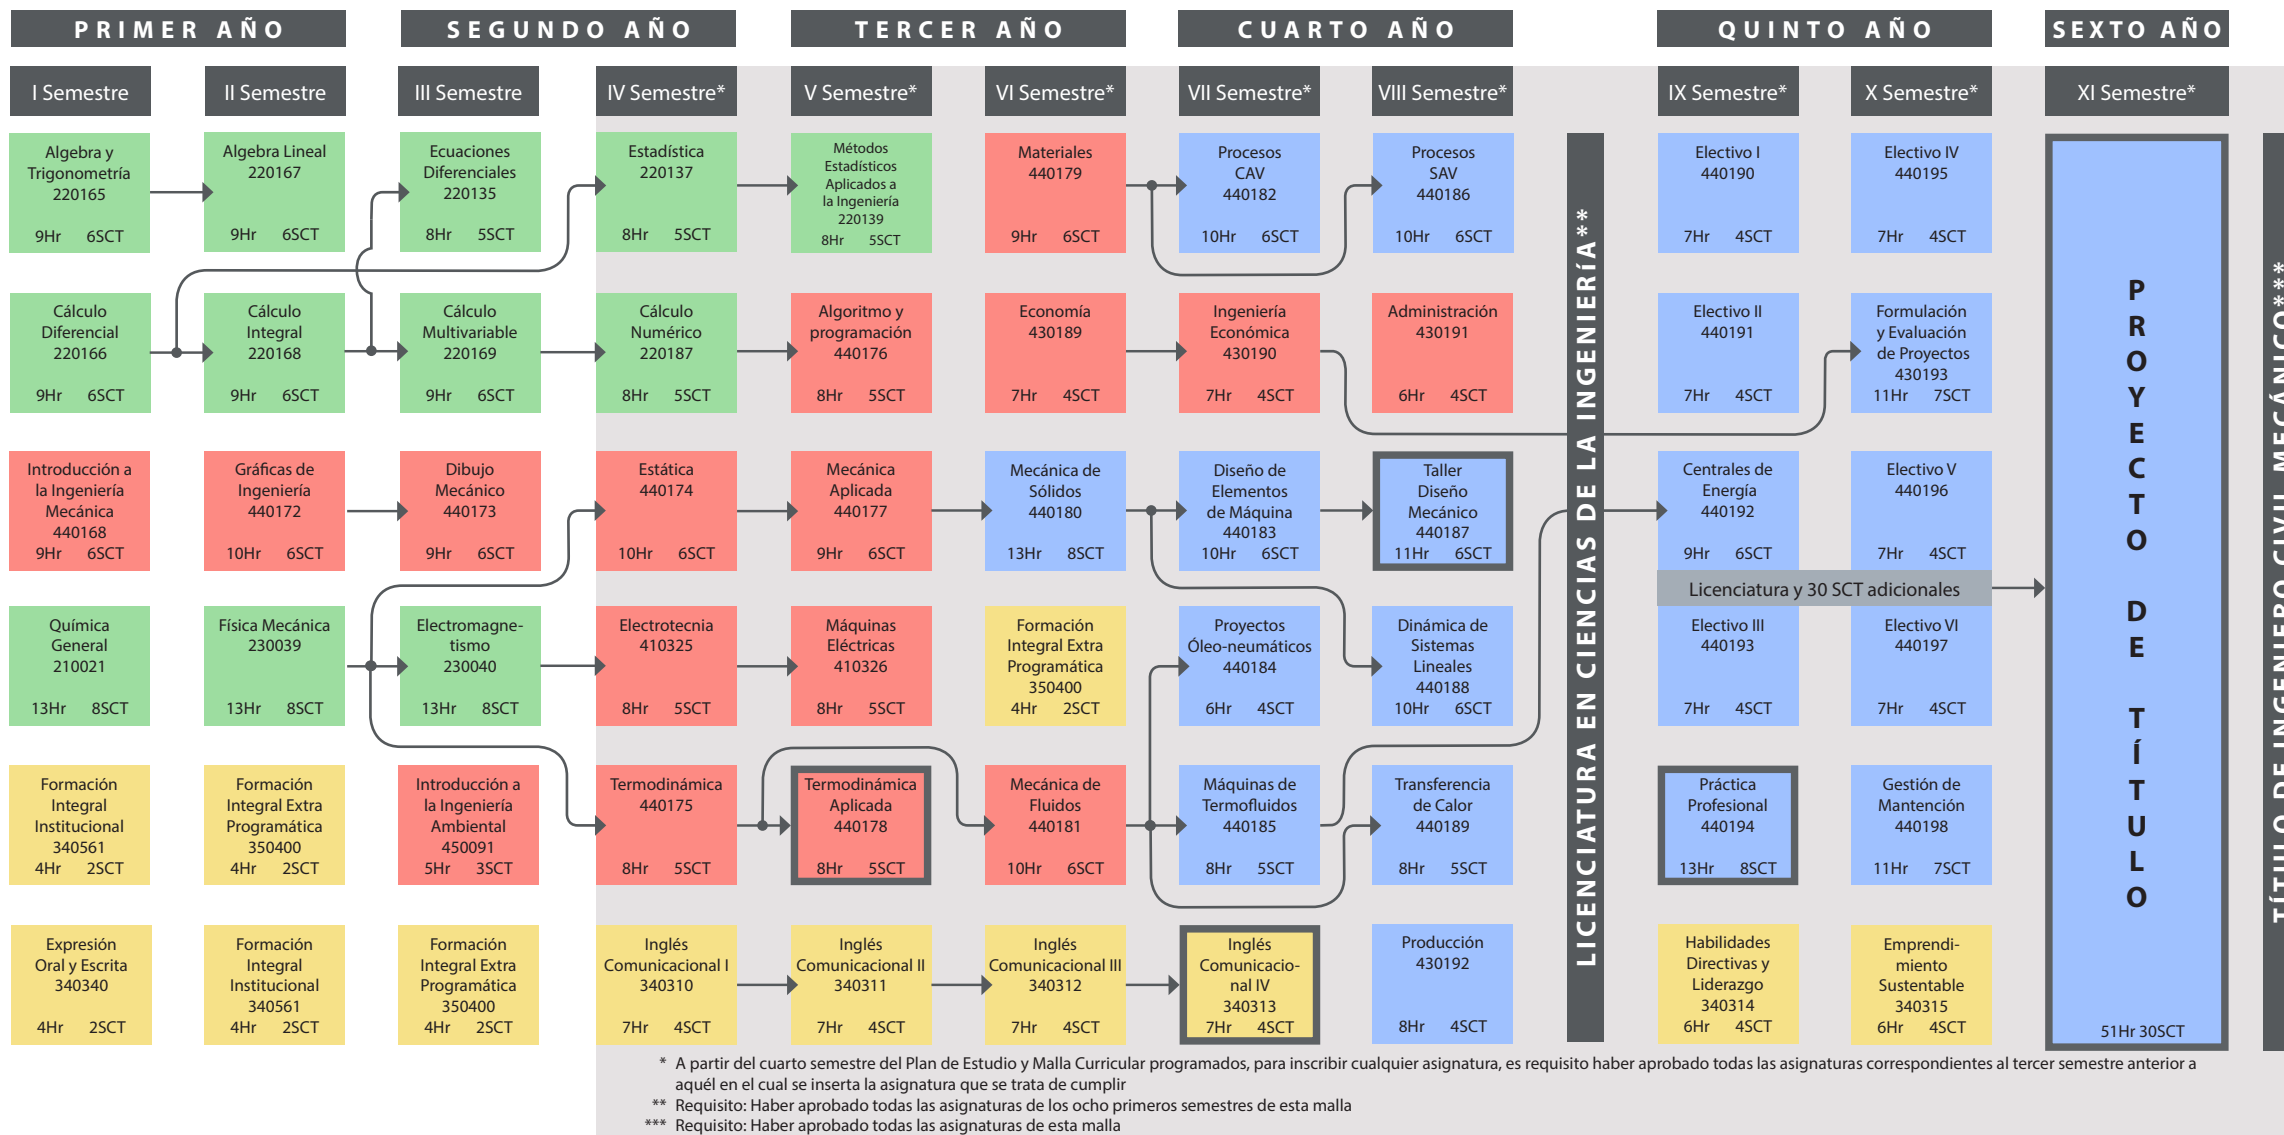 PRIMER AÑO
SEGUNDO AÑO
TERCER AÑO
CUARTO AÑO
QUINTO AÑO
SEXTO AÑO
I Semestre
II Semestre
III Semestre
IV Semestre*
V Semestre*
VI Semestre*
VII Semestre*
VIII Semestre*
IX Semestre*
X Semestre*
XI Semestre*
Algebra y
Trigonometría
220165
9Hr 6SCT
Algebra Lineal
220167
9Hr 6SCT
Ecuaciones
Diferenciales
220135
8Hr 5SCT
Estadística
220137
8Hr 5SCT
Métodos
Estadísticos
Aplicados a
la Ingeniería
220139
8Hr 5SCT
Materiales
440179
9Hr 6SCT
Procesos
CAV
440182
10Hr 6SCT
Procesos
SAV
440186
10Hr 6SCT
Electivo I
440190
7Hr 4SCT
Electivo IV
440195
7Hr 4SCT
Cálculo
Diferencial
220166
9Hr 6SCT
Cálculo
Integral
220168
9Hr 6SCT
Cálculo
Multivariable
220169
9Hr 6SCT
Cálculo
Numérico
220187
8Hr 5SCT
Algoritmo y
programación
440176
8Hr 5SCT
Economía
430189
7Hr 4SCT
Ingeniería
Económica
430190
7Hr 4SCT
Administración
430191
6Hr 4SCT
Electivo II
440191
7Hr 4SCT
Formulación
y Evaluación
de Proyectos
430193
11Hr 7SCT
Introducción a
la Ingeniería
Mecánica
440168
9Hr 6SCT
Gráficas de
Ingeniería
440172
10Hr 6SCT
Dibujo
Mecánico
440173
9Hr 6SCT
Estática
440174
10Hr 6SCT
Mecánica
Aplicada
440177
9Hr 6SCT
Mecánica de
Sólidos
440180
13Hr 8SCT
Diseño de
Elementos
de Máquina
440183
10Hr 6SCT
Taller
Diseño
Mecánico
440187
11Hr 6SCT
Centrales de
Energía
440192
9Hr 6SCT
Electivo V
440196
7Hr 4SCT
Licenciatura y 30 SCT adicionales
Química
General
210021
13Hr 8SCT
Física Mecánica
230039
13Hr 8SCT
Electromagne-
tismo
230040
13Hr 8SCT
Electrotecnia
410325
8Hr 5SCT
Máquinas
Eléctricas
410326
8Hr 5SCT
Formación
Integral Extra
Programática
350400
4Hr 2SCT
Proyectos
Óleo-neumáticos
440184
6Hr 4SCT
Dinámica de
Sistemas
Lineales
440188
10Hr 6SCT
Electivo III
440193
7Hr 4SCT
Electivo VI
440197
7Hr 4SCT
Formación
Integral
Institucional
340561
4Hr 2SCT
Formación
Integral Extra
Programática
350400
4Hr 2SCT
Introducción a
la Ingeniería
Ambiental
450091
5Hr 3SCT
Termodinámica
440175
8Hr 5SCT
Termodinámica
Aplicada
440178
8Hr 5SCT
Mecánica de
Fluidos
440181
10Hr 6SCT
Máquinas de
Termofluidos
440185
8Hr 5SCT
Transferencia
de Calor
440189
8Hr 5SCT
Práctica
Profesional
440194
13Hr 8SCT
Gestión de
Mantención
440198
11Hr 7SCT
Expresión
Oral y Escrita
340340
4Hr 2SCT
Formación
Integral
Institucional
340561
4Hr 2SCT
Formación
Integral Extra
Programática
350400
4Hr 2SCT
Inglés
Comunicacional I
340310
7Hr 4SCT
Inglés
Comunicacional II
340311
7Hr 4SCT
Inglés
Comunicacional III
340312
7Hr 4SCT
Inglés
Comunicacio-
nal IV
340313
7Hr 4SCT
Producción
430192
8Hr 4SCT
Habilidades
Directivas y
Liderazgo
340314
6Hr 4SCT
Emprendi-
miento
Sustentable
340315
6Hr 4SCT
LICENCIATURA EN CIENCIAS DE LA INGENIERíA**
PROYECTO DE TÍTULO
51Hr 30SCT
TÍTULO DE INGENIERO CIVIL MECÁNICO***
* A partir del cuarto semestre del Plan de Estudio y Malla Curricular programados, para inscribir cualquier asignatura, es requisito haber aprobado todas las asignaturas correspondientes al tercer semestre anterior a
aquél en el cual se inserta la asignatura que se trata de cumplir
** Requisito: Haber aprobado todas las asignaturas de los ocho primeros semestres de esta malla
*** Requisito: Haber aprobado todas las asignaturas de esta malla